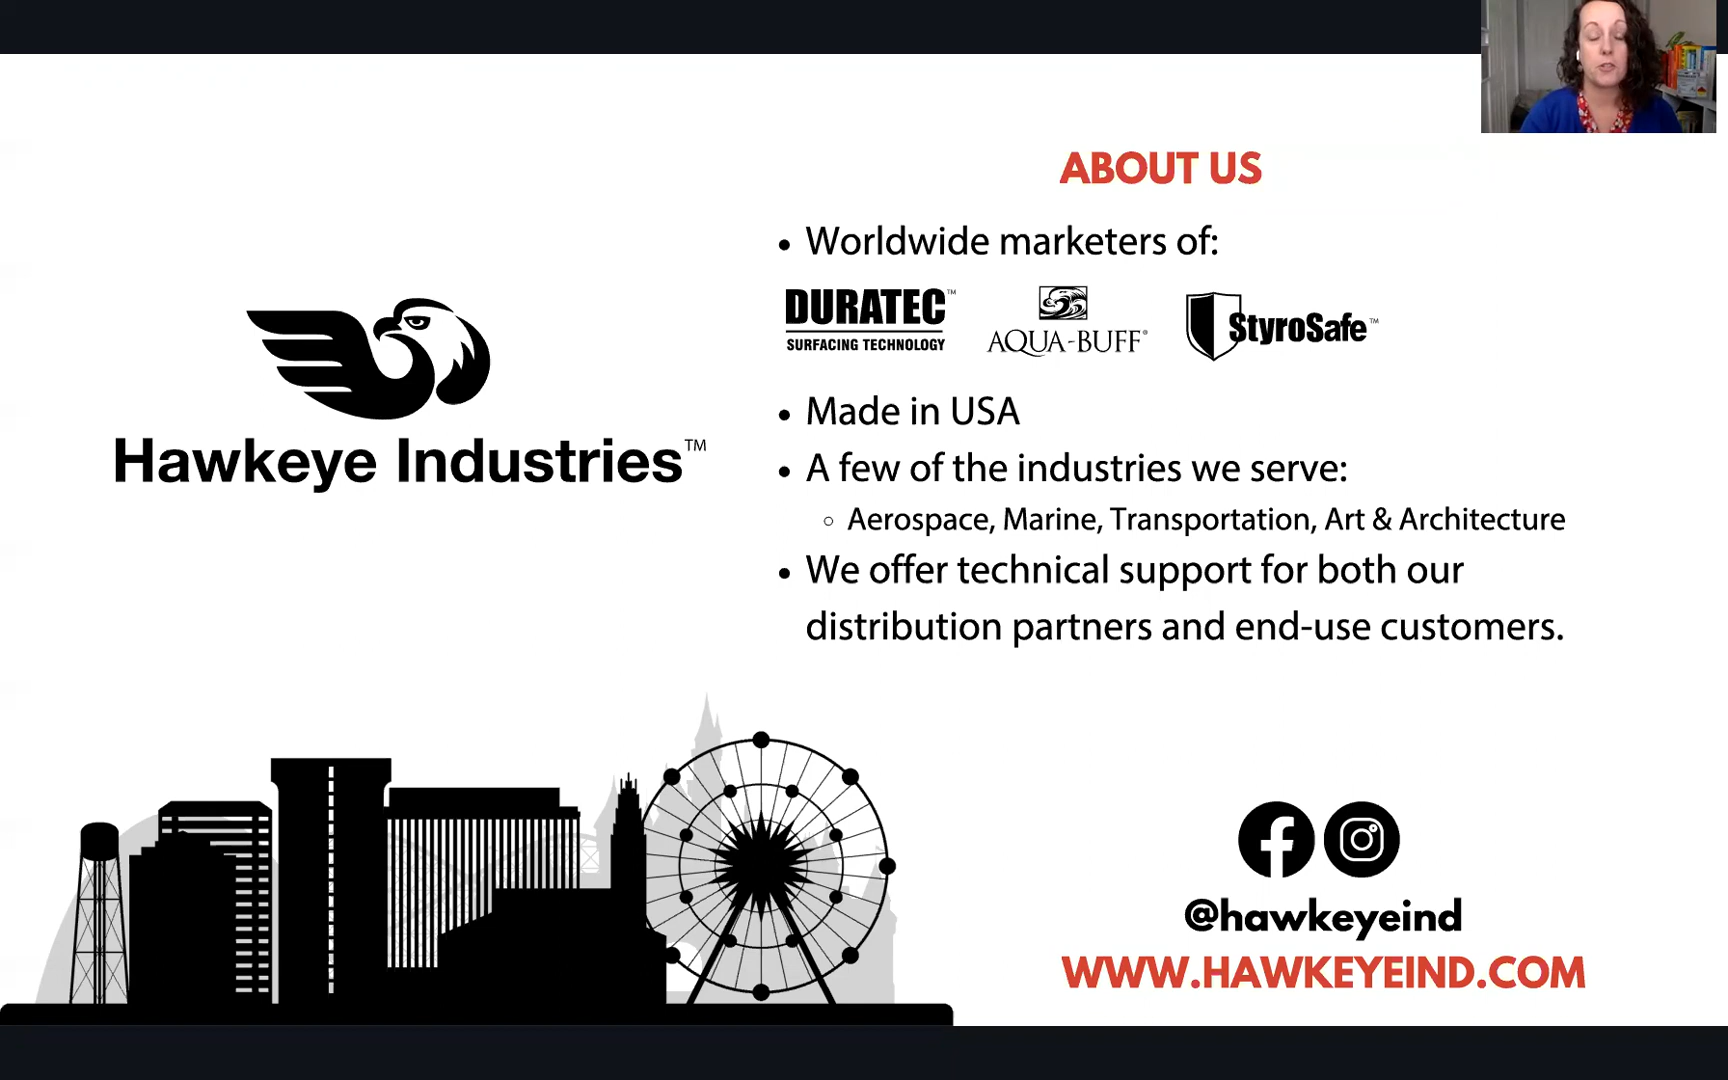 ABOUT US
• Worldwide marketers of:
DURATEC™
SURFACING TECHNOLOGY
AQUA-BUFF®
StyroSafe™
Hawkeye Industries™
• Made in USA
• A few of the industries we serve:
○ Aerospace, Marine, Transportation, Art & Architecture
• We offer technical support for both our
distribution partners and end-use customers.
@hawkeyeind
WWW.HAWKEYEIND.COM